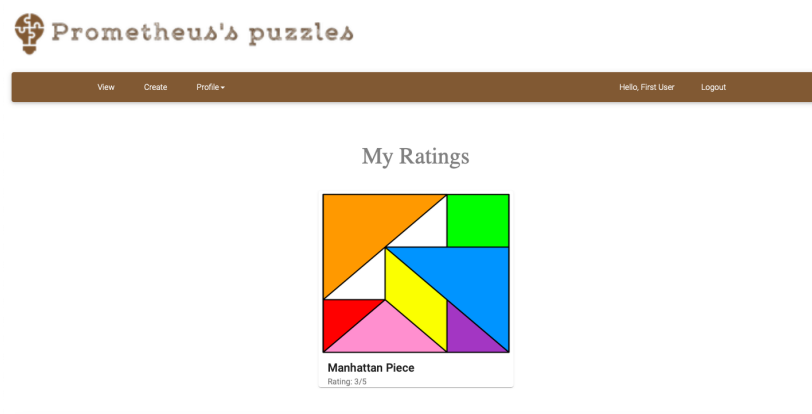 Prometheus's puzzles
View Create Profile Hello, First User Logout
My Ratings
Manhattan Piece
Rating: 3/5